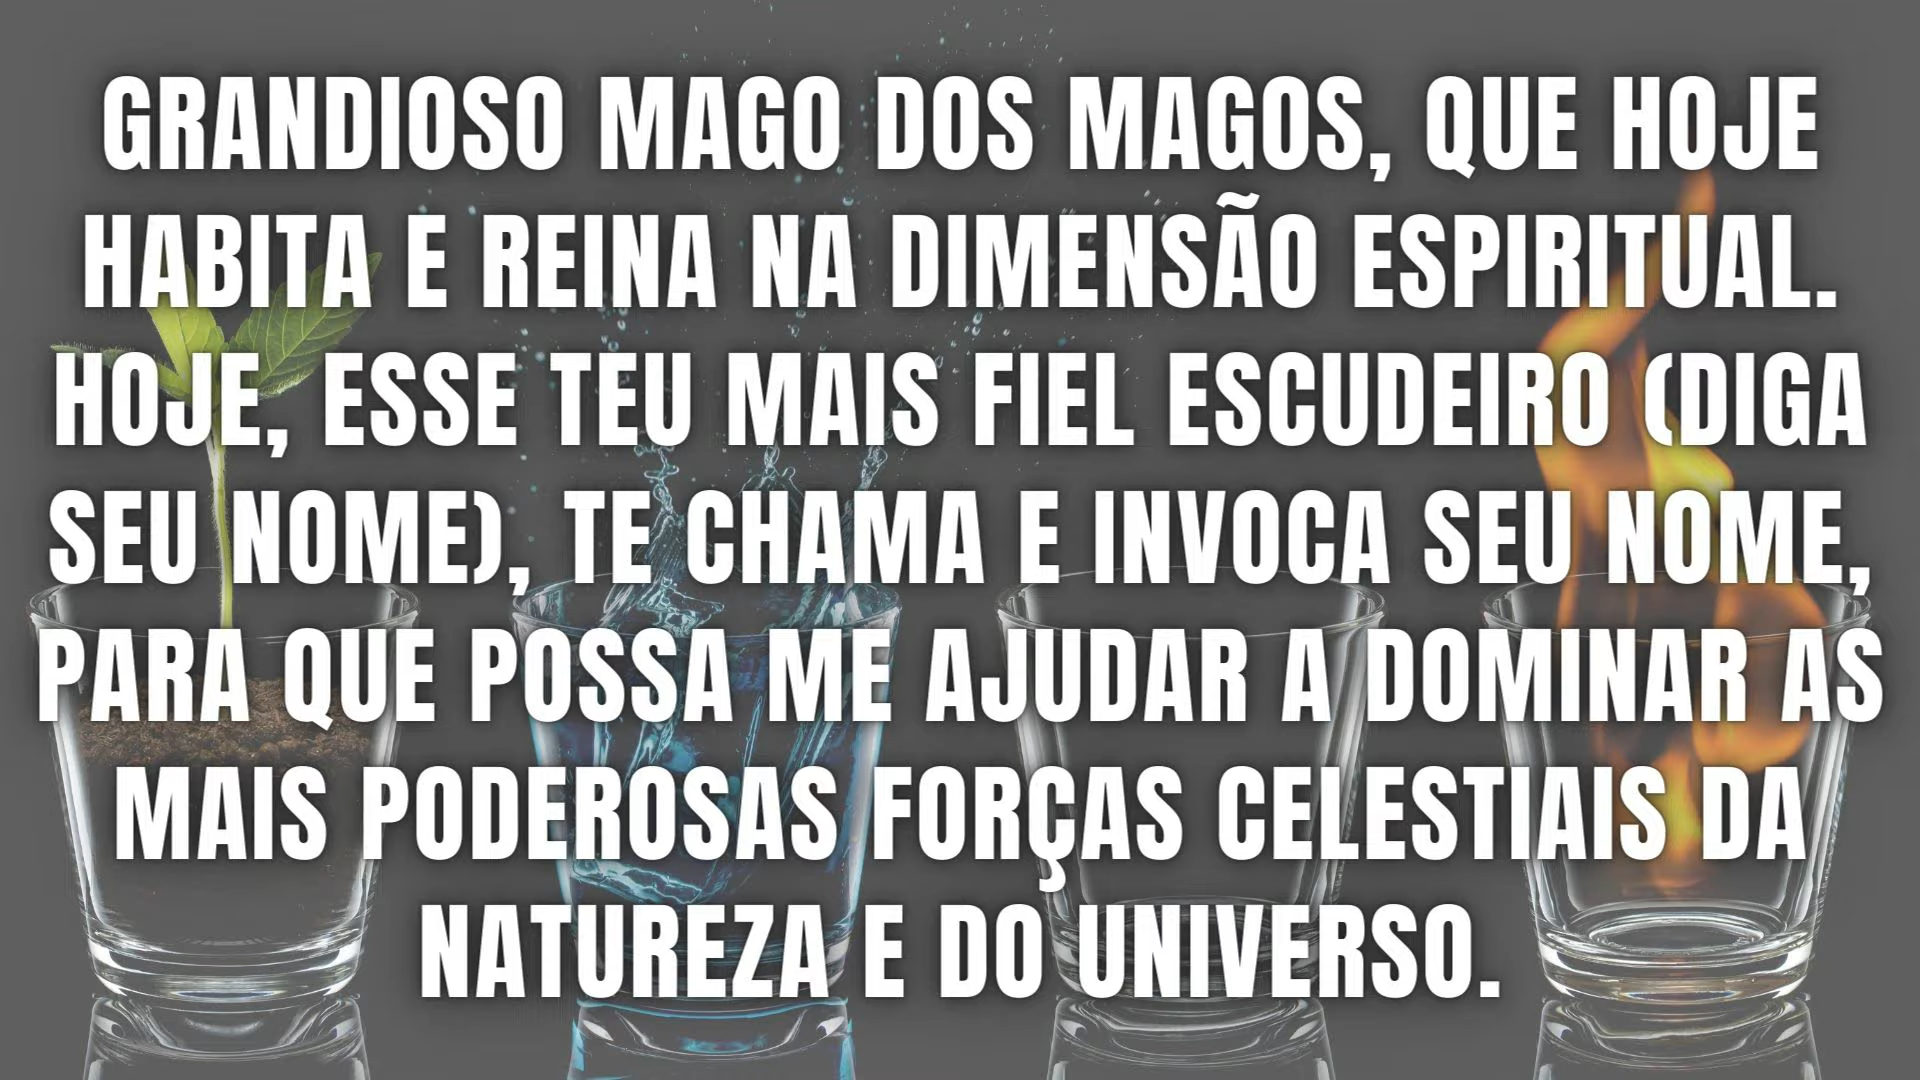 GRANDIOSO MAGO DOS MAGOS, QUE HOJE
HABITA E REINA NA DIMENSÃO ESPIRITUAL.
HOJE, ESSE TEU MAIS FIEL ESCUDEIRO (DIGA
SEU NOME), TE CHAMA E INVOCA SEU NOME,
PARA QUE POSSA ME AJUDAR A DOMINAR AS
MAIS PODEROSAS FORÇAS CELESTIAIS DA
NATUREZA E DO UNIVERSO.